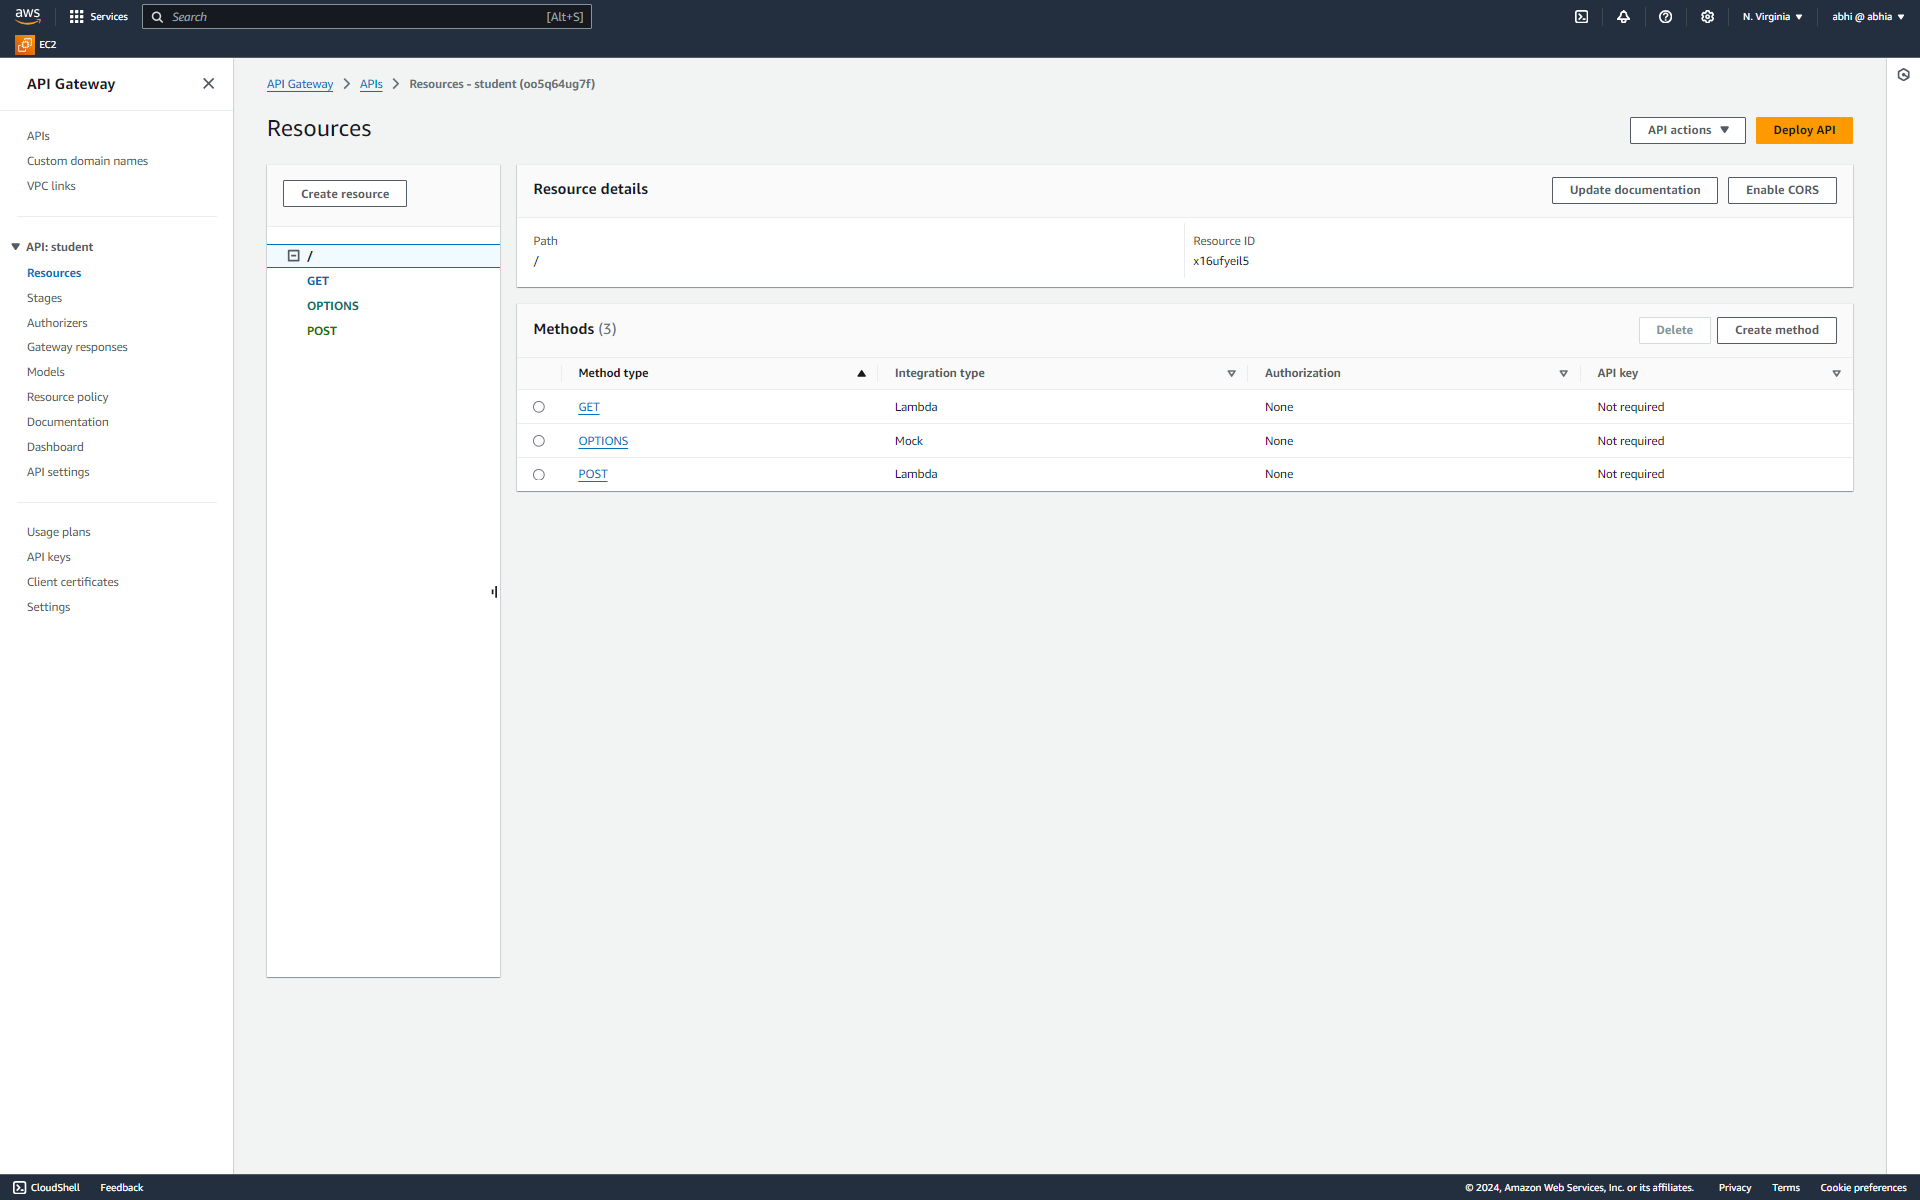 aws
Services
Search
[Alt+S]
N. Virginia
abhi @ abhia
EC2
API Gateway
APIs
Custom domain names
VPC links
API: student
Resources
Stages
Authorizers
Gateway responses
Models
Resource policy
Documentation
Dashboard
API settings
Usage plans
API keys
Client certificates
Settings
API Gateway > APIs > Resources - student (oo5q64ug7f)
Resources
API actions
Deploy API
Create resource
/
GET
OPTIONS
POST
Resource details
Update documentation
Enable CORS
Path
/
Resource ID
x16ufyeil5
Methods (3)
Delete
Create method
Method type Integration type Authorization API key
GET Lambda None Not required
OPTIONS Mock None Not required
POST Lambda None Not required
CloudShell Feedback
© 2024, Amazon Web Services, Inc. or its affiliates. Privacy Terms Cookie preferences